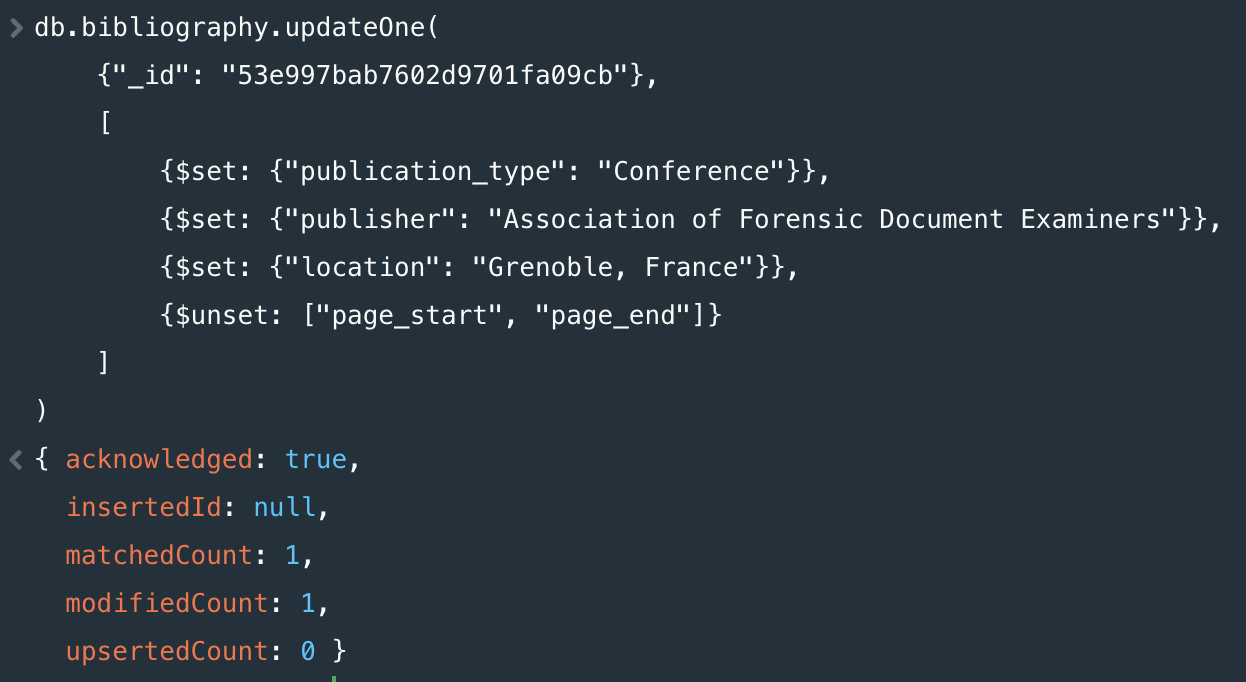 db.bibliography.updateOne(
{"_id": "53e997bab7602d9701fa09cb"},
[
{$set: {"publication_type": "Conference"}},
{$set: {"publisher": "Association of Forensic Document Examiners"}},
{$set: {"location": "Grenoble, France"}},
{$unset: ["page_start", "page_end"]}
]
)
{ acknowledged: true,
insertedId: null,
matchedCount: 1,
modifiedCount: 1,
upsertedCount: 0 }